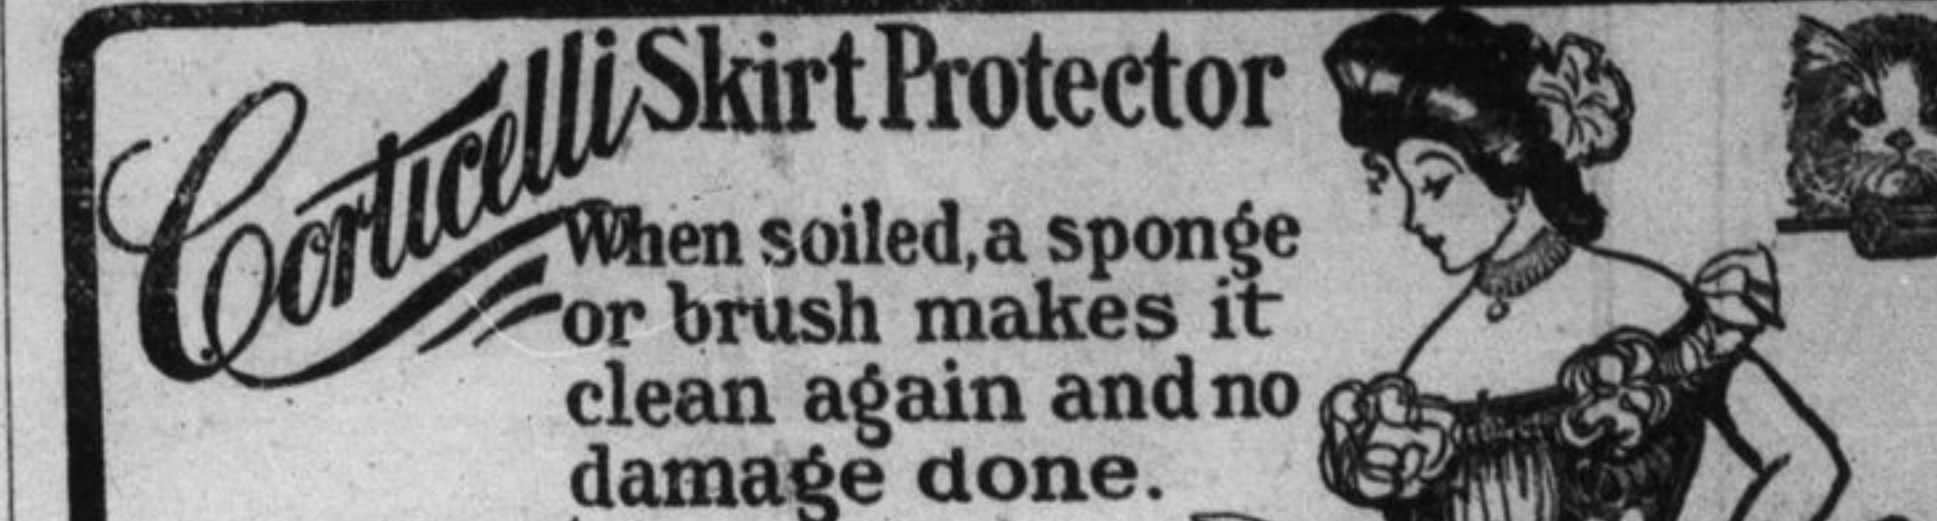 Corticelli Skirt Protector
When soiled, a sponge
or brush makes it
clean again and no
damage done.